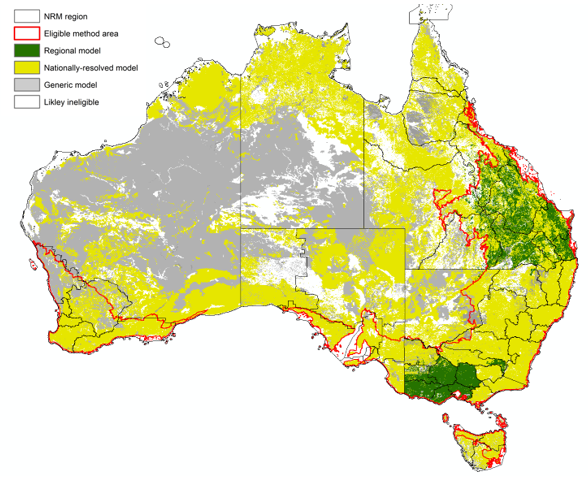 NRM region
Eligible method area
Regional model
Nationally-resolved model
Generic model
Likley ineligible